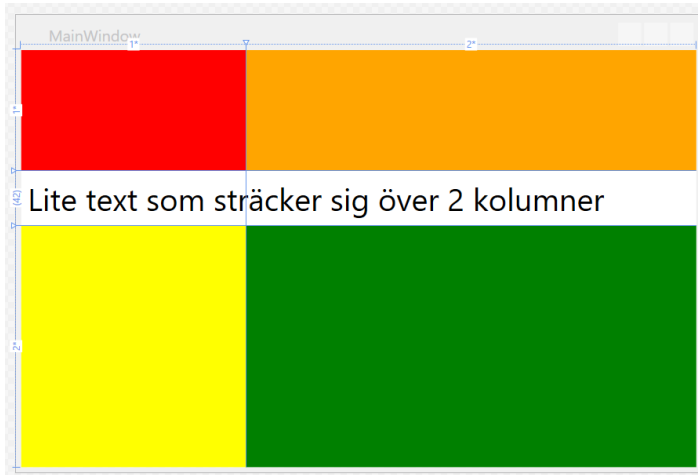 MainWindow
1*
2*
1*
(42)
Lite text som sträcker sig över 2 kolumner
2*